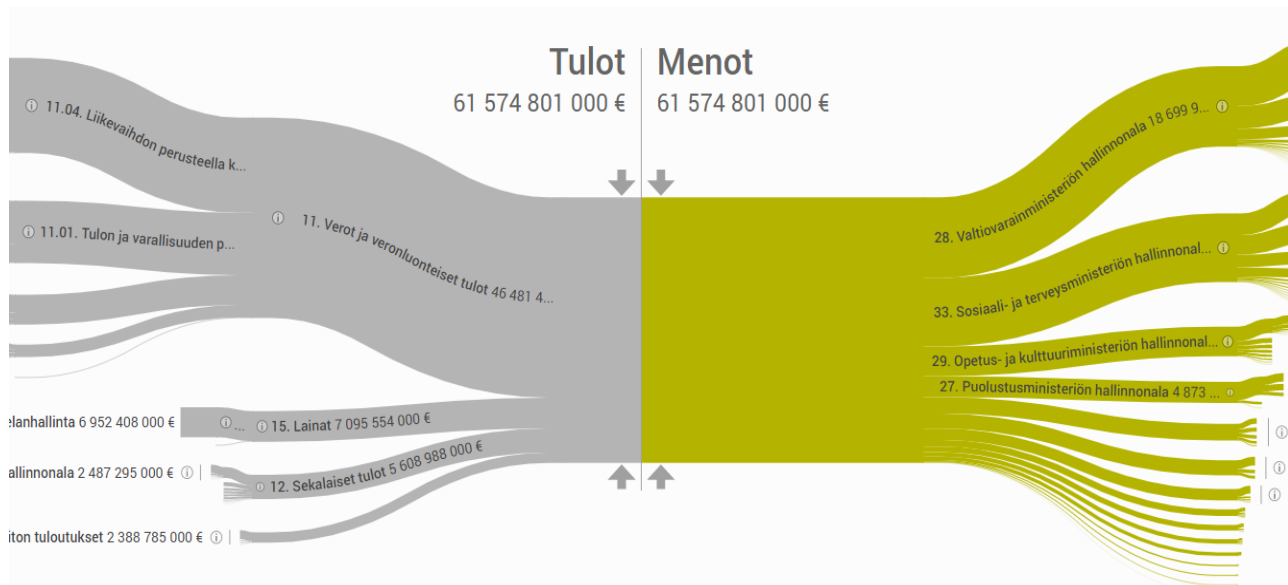 Tulot
Menot
61 574 801 000 €
61 574 801 000 €
11.04. Liikevaihdon perusteella k...
11.01. Tulon ja varallisuuden p...
11. Verot ja veronluonteiset tulot 46 481 4...
elanhallinta 6 952 408 000 €
...
15. Lainat 7 095 554 000 €
allinnonala 2 487 295 000 €
12. Sekalaiset tulot 5 608 988 000 €
iton tuloutukset 2 388 785 000 €
28. Valtiovarainministeriön hallinnonala 18 699 9...
33. Sosiaali- ja terveysministeriön hallinnonal...
29. Opetus- ja kulttuuriministeriön hallinnonal...
27. Puolustusministeriön hallinnonala 4 873 ...